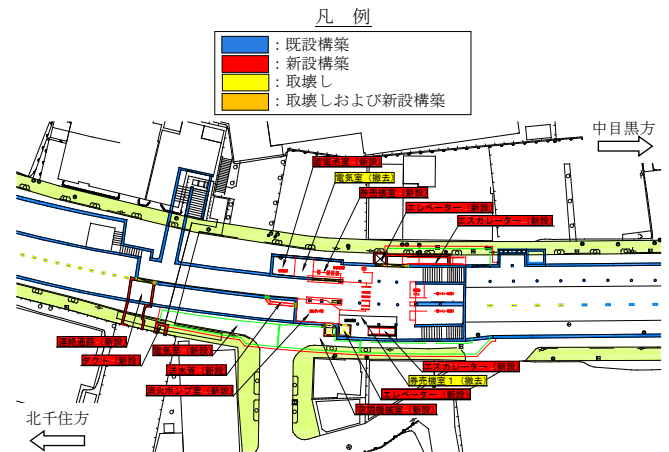 凡 例
：既設構築
：新設構築
：取壊し
：取壊しおよび新設構築
中目黒方
電気室（撤去）
券売機室（新設）
エレベーター（新設）
エスカレーター（新設）
連絡通路（新設）
ダクト（新設）
電気室（新設）
消火ポンプ室（新設）
エスカレーター（新設）
券売機室１（撤去）
エレベーター（新設）
北千住方